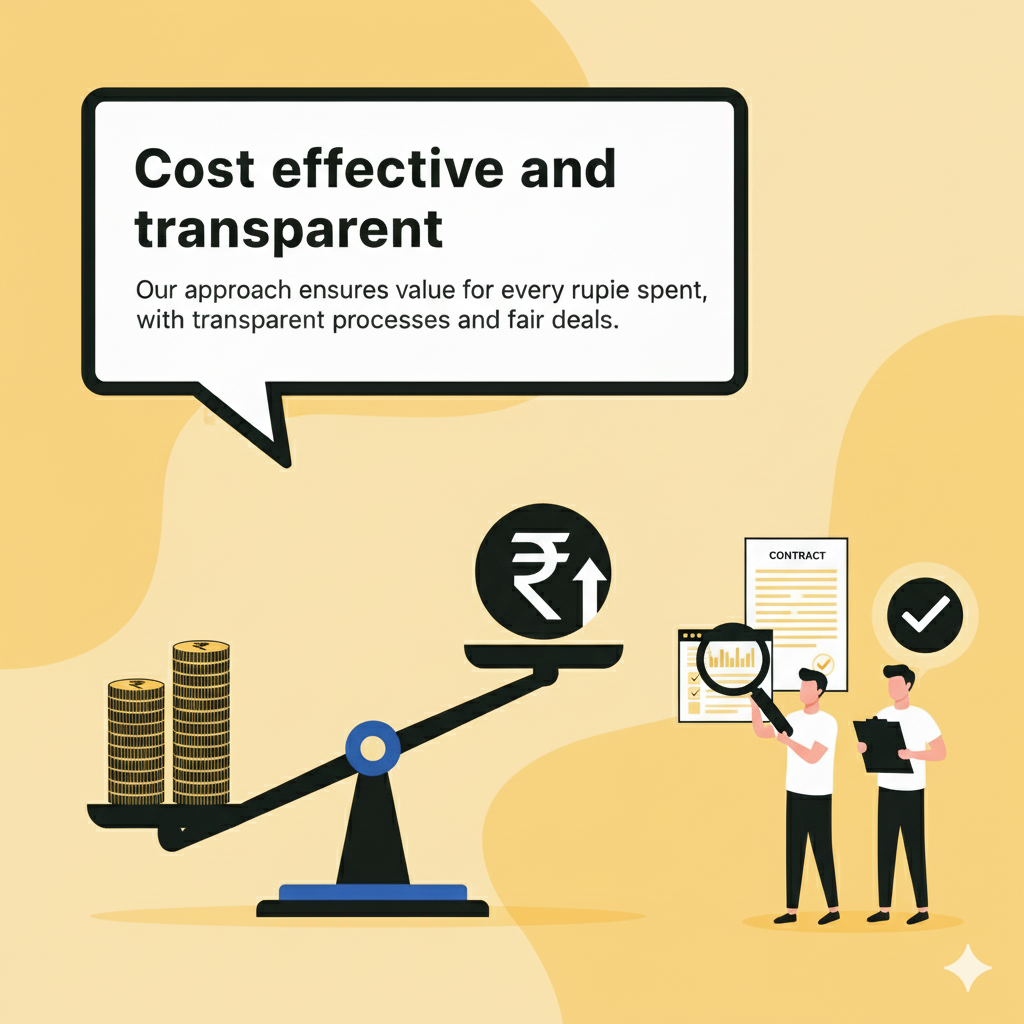 Cost effective and
transparent
Our approach ensures value for every rupie spent,
with transparent processes and fair deals.
₹
CONTRACT
₹
₹